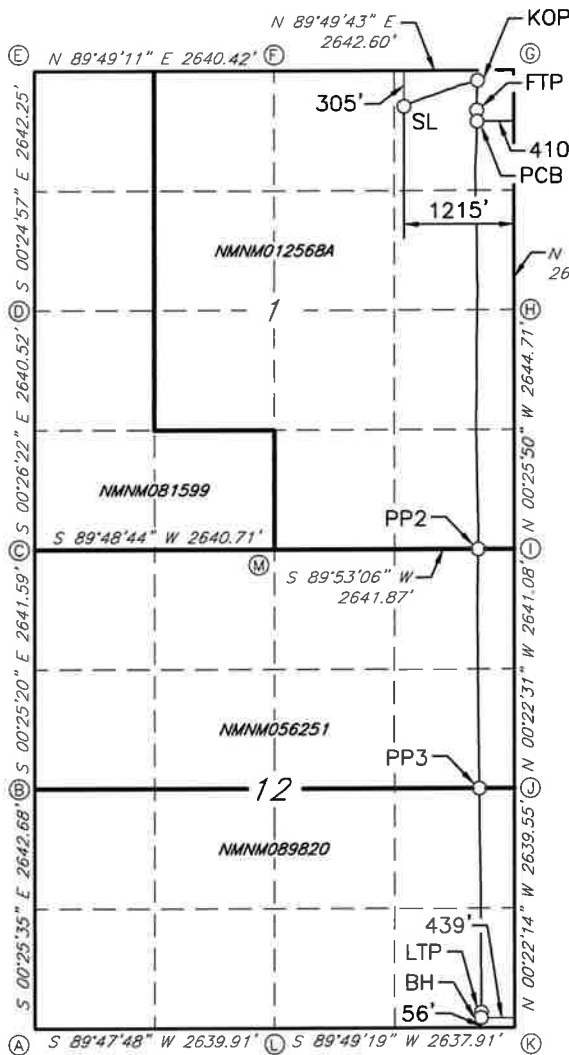 N 89°49'43" E
2642.60'
KOP
E
N 89°49'11" E 2640.42'
F
G
305'
SL
FTP
410
PCB
1215'
S 00°24'57" E 2642.25'
NMNM012568A
N
26
D
1
H
S 00°26'22" E 2640.52'
N 00°25'50" W 2644.71'
NMNM081599
S 89°48'44" W 2640.71'
PP2
C
M
I
S 89°53'06" W
2641.87'
S 00°25'20" E 2641.59'
N 00°22'31" W 2641.08'
NMNM056251
PP3
B
12
J
NMNM089820
S 00°25'35" E 2642.68'
N 00°22'14" W 2639.55'
439'
LTP
BH
56'
A
S 89°47'48" W 2639.91'
L
S 89°49'19" W 2637.91'
K